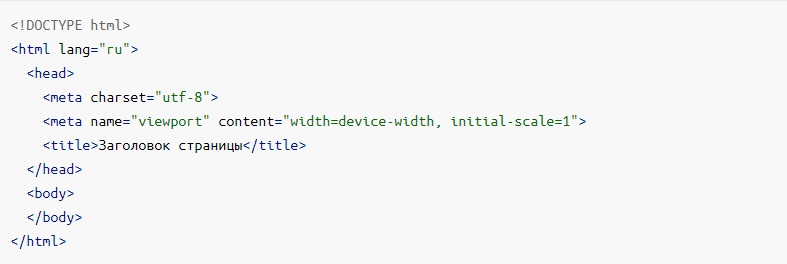 <!DOCTYPE html>
<html lang="ru">
<head>
<meta charset="utf-8">
<meta name="viewport" content="width=device-width, initial-scale=1">
<title>Заголовок страницы</title>
</head>
<body>
</body>
</html>